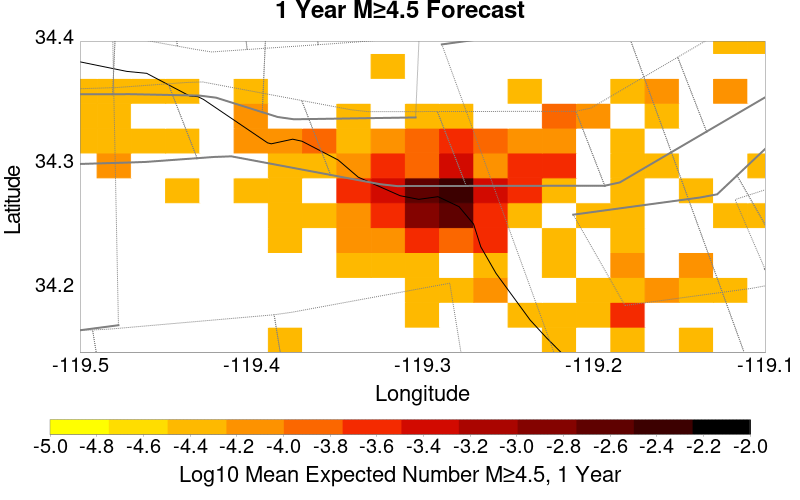 1 Year M≥4.5 Forecast
34.4
34.3
34.2
Latitude
-119.5 -119.4 -119.3 -119.2 -119.1
Longitude
-5.0 -4.8 -4.6 -4.4 -4.2 -4.0 -3.8 -3.6 -3.4 -3.2 -3.0 -2.8 -2.6 -2.4 -2.2 -2.0
Log10 Mean Expected Number M≥4.5, 1 Year